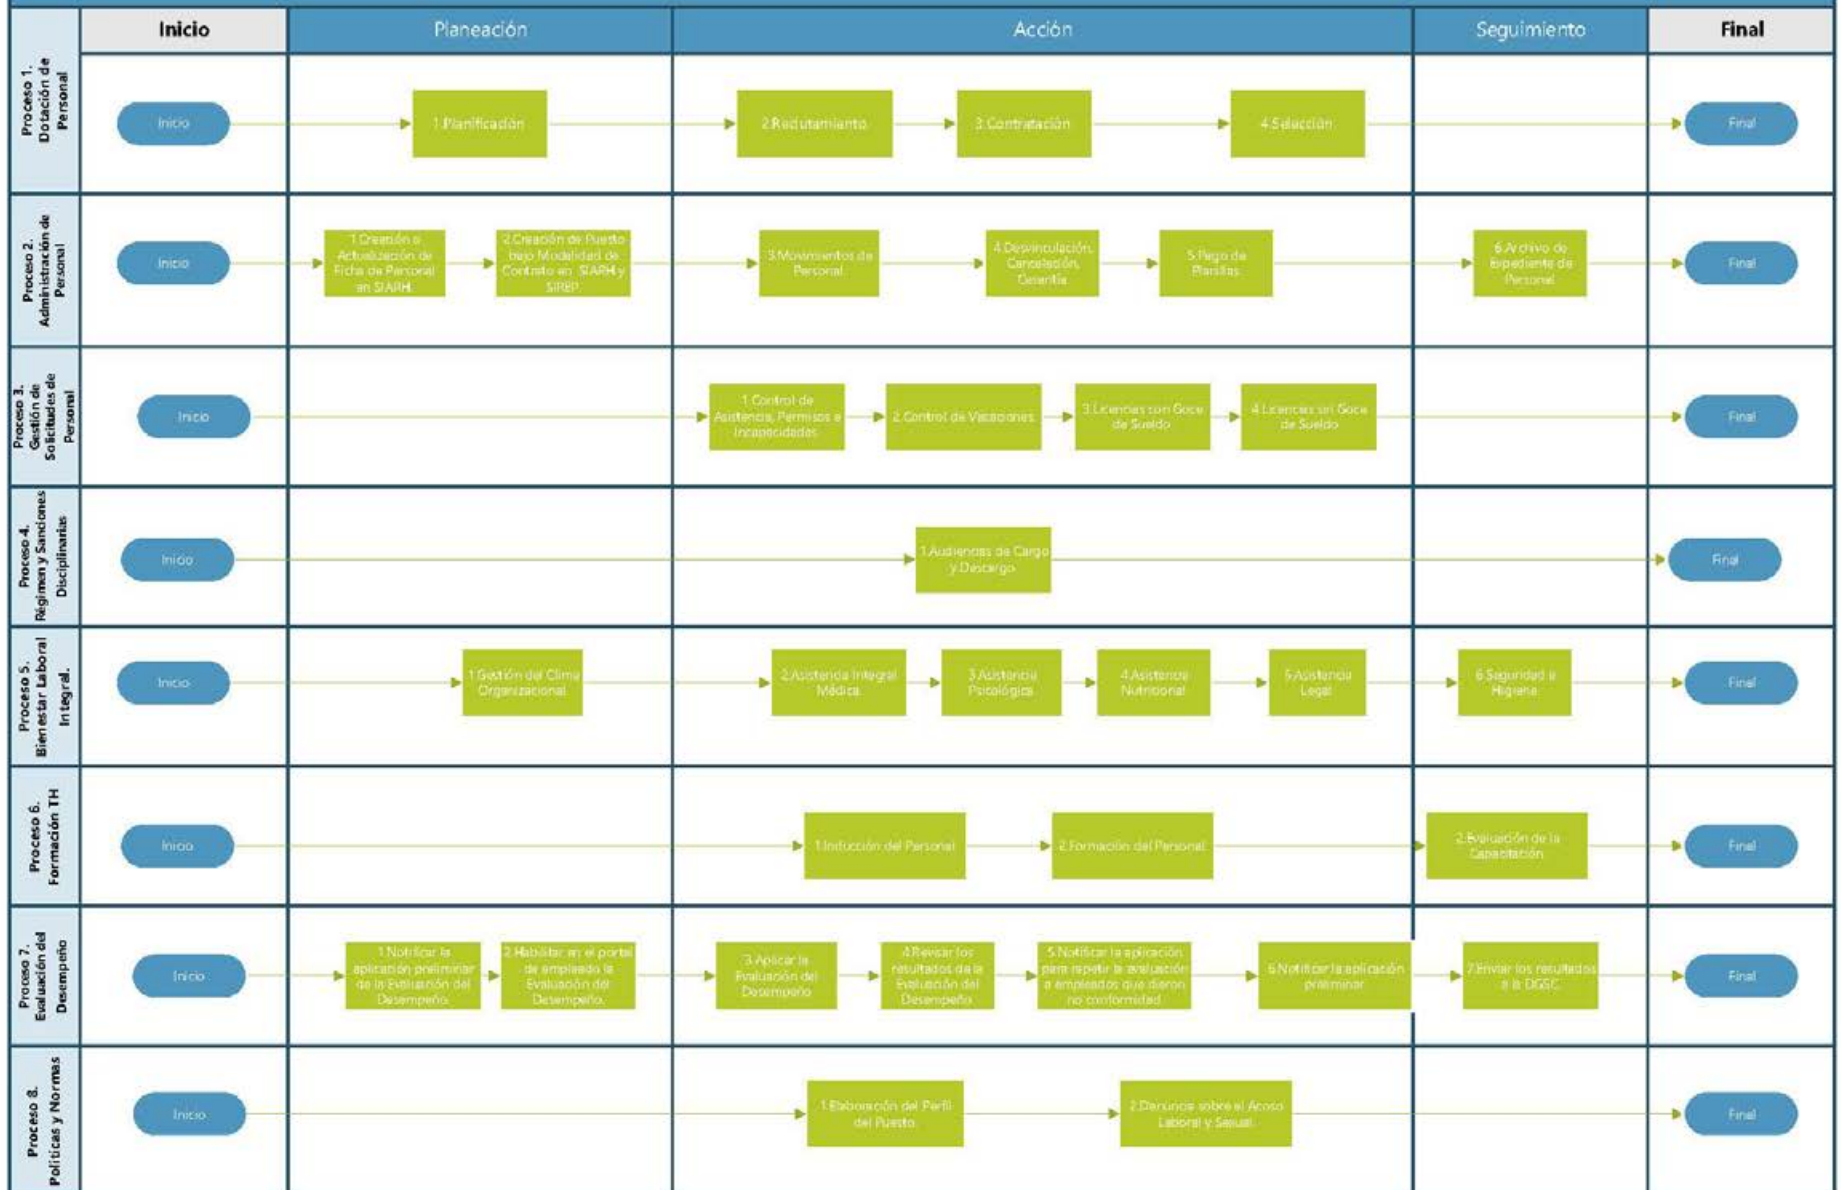 Inicio
Planeación
Acción
Seguimiento
Final
Proceso 1.
Dotación de
Personal
Inicio
1.Planificación
2.Reclutamiento
3.Contratación
4.Selección
Final
Proceso 2.
Administración de
Personal
Inicio
1.Creación o
Actualización de
Ficha de Personal
en SIARH.
2.Creación de Puesto
bajo Modalidad de
Contrato en SIARH y
SIREP.
3.Movimientos de
Personal.
4.Desvinculación,
Cancelación,
Cesantía.
5.Pago de
Planillas.
6.Archivo de
Expediente de
Personal.
Final
Proceso 3.
Gestión de
Solicitudes de
Personal
Inicio
1.Control de
Asistencia, Permisos e
Incapacidades.
2.Control de Vacaciones.
3.Licencias con Goce
de Sueldo
4.Licencias sin Goce
de Sueldo
Final
Proceso 4.
Régimen y Sanciones
Disciplinarias
Inicio
1.Audiencias de Cargo
y Descargo.
Final
Proceso 5.
Bienestar Laboral
Integral.
Inicio
1.Gestión del Clima
Organizacional.
2.Asistencia Integral
Médica.
3.Asistencia
Psicológica.
4.Asistencia
Nutricional.
5.Asistencia
Legal.
6.Seguridad e
Higiene.
Final
Proceso 6.
Formación TH
Inicio
1.Inducción del Personal.
2.Formación del Personal.
2.Evaluación de la
Capacitación.
Final
Proceso 7.
Evaluación del
Desempeño
Inicio
1.Notificar la
aplicación preliminar
de la Evaluación del
Desempeño.
2.Habilitar en el portal
de empleado la
Evaluación del
Desempeño.
3.Aplicar la
Evaluación del
Desempeño
4.Revisar los
resultados de la
Evaluación del
Desempeño
5.Notificar la aplicación
para repetir la evaluación
a empleados que dieron
no conformidad.
6.Notificar la aplicación
preliminar
7.Enviar los resultados
a la DGSC.
Final
Proceso 8.
Políticas y Normas
Inicio
1.Elaboración del Perfil
del Puesto.
2.Denuncia sobre el Acoso
Laboral y Sexual.
Final